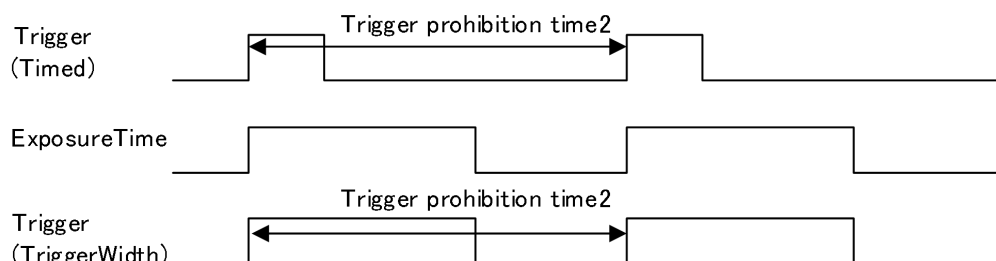 Trigger prohibition time2
Trigger
(Timed)
ExposureTime
Trigger prohibition time2
Trigger
(TriggerWidth)